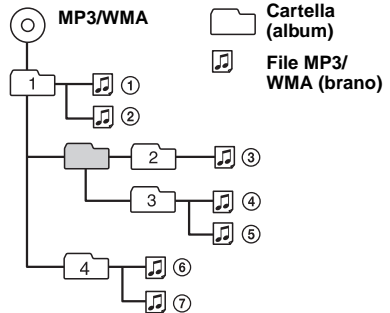 MP3/WMA
Cartella
(album)
File MP3/
WMA (brano)
1
①
②
2
③
3
④
⑤
4
⑥
⑦